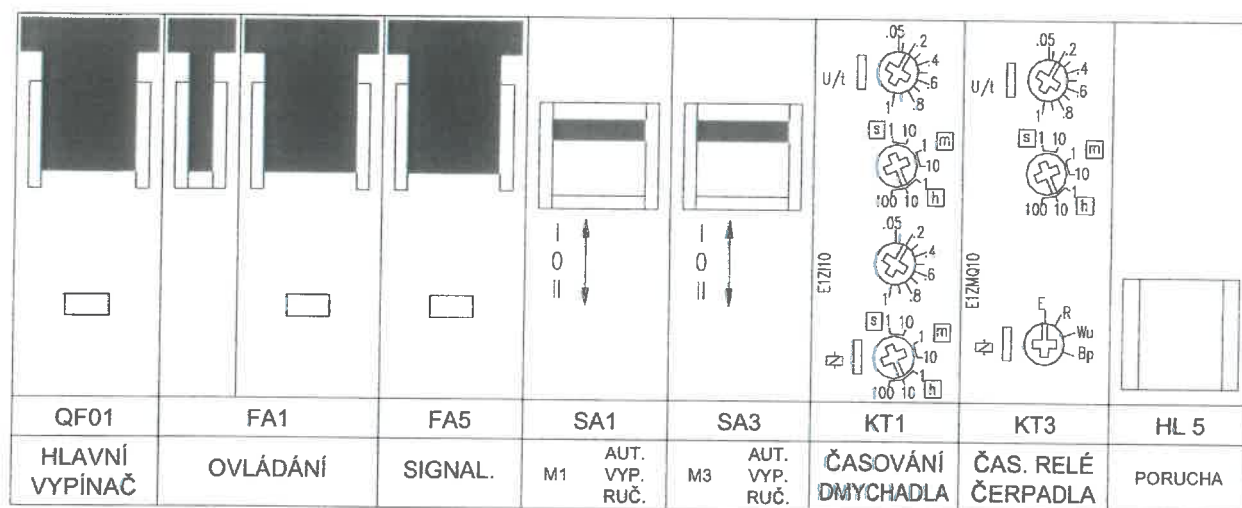 .05
.2
.4
.6
.8
1
U/t
s 1 10
1 m
10
1
100 10 h
.05
.2
.4
.6
.8
1
E1ZI10
s 1 10
1 m
10
1
100 10 h
.05
.2
.4
.6
.8
1
U/t
s 1 10
1 m
10
1
100 10 h
E1ZMQ10
E
R
Wu
Bp
I
0
II
I
0
II
QF01 FA1 FA5 SA1 SA3 KT1 KT3 HL 5
HLAVNÍ
VYPÍNAČ
OVLÁDÁNÍ
SIGNAL.
M1
AUT.
VYP.
RUČ.
M3
AUT.
VYP.
RUČ.
ČASOVÁNÍ
DMYCHADLA
ČAS. RELÉ
ČERPADLA
PORUCHA